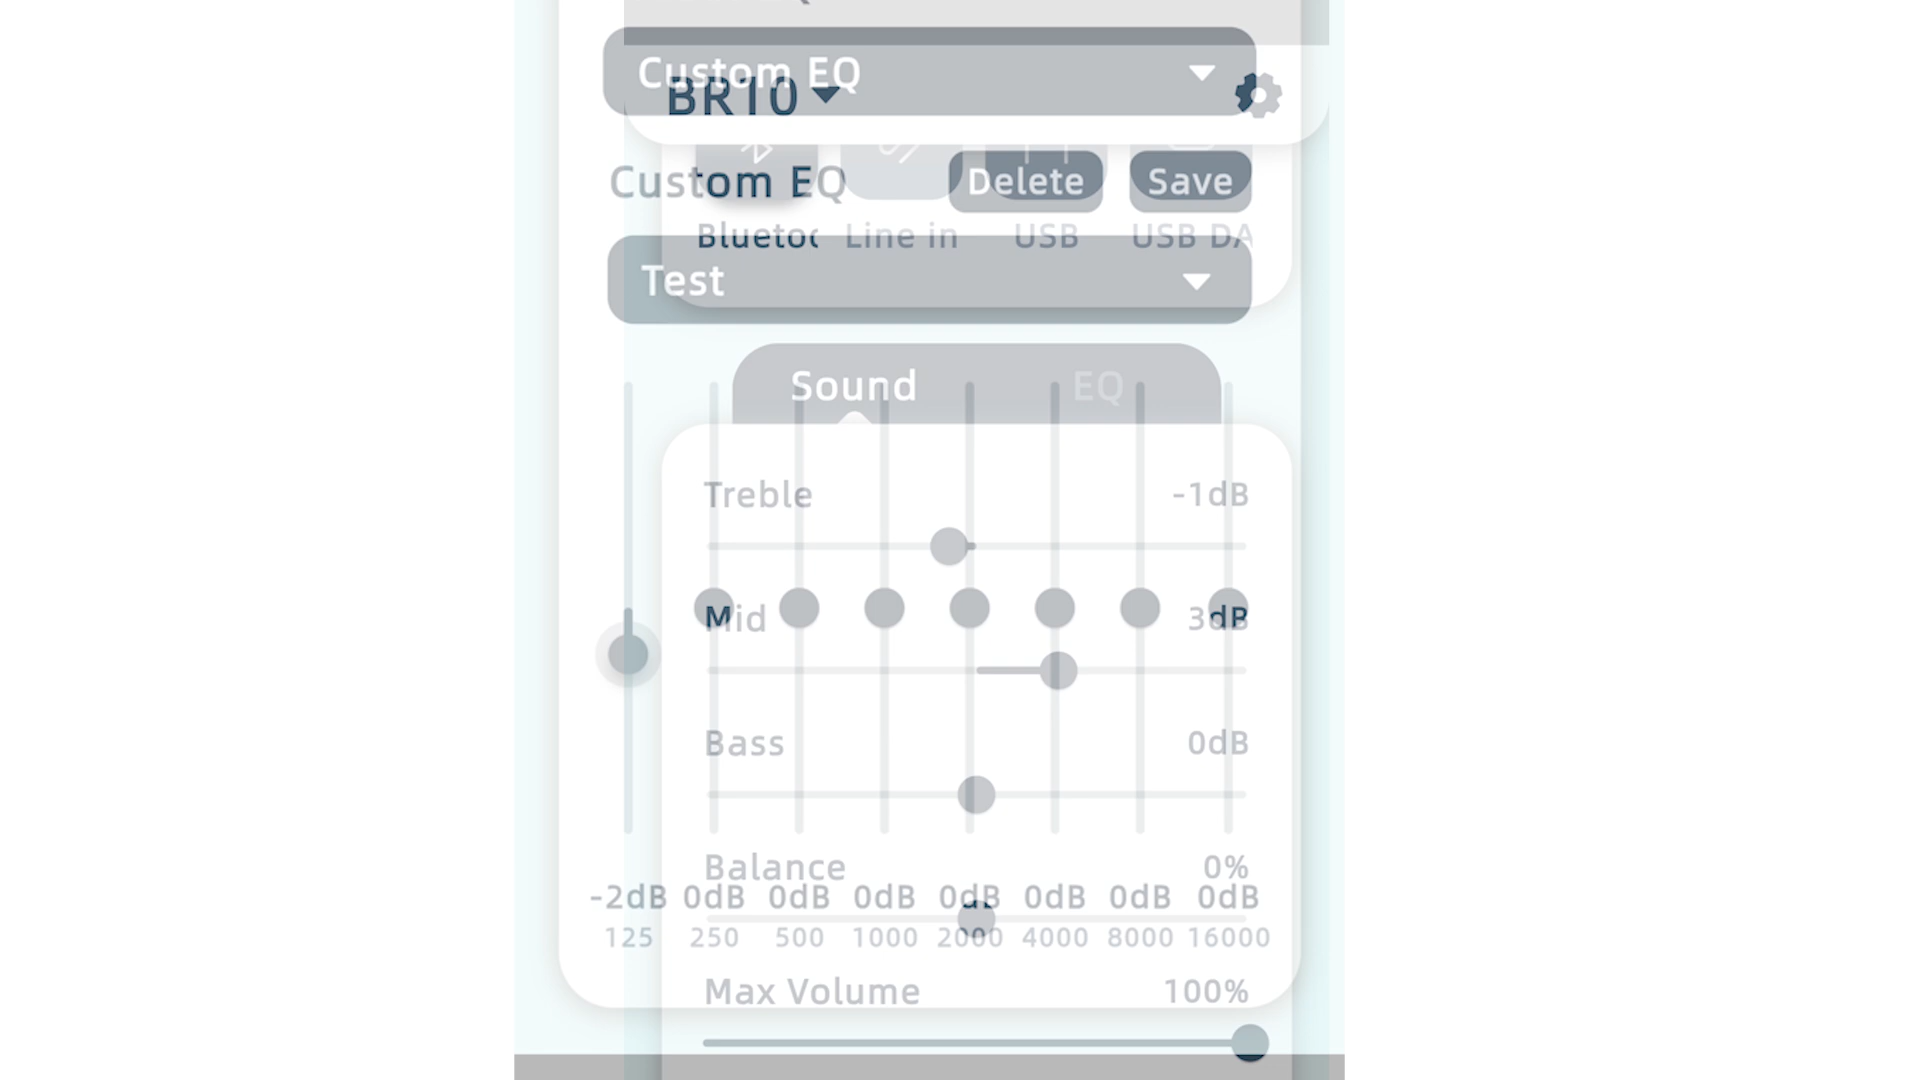 Custom EQ
BR10
Custom EQ
Delete
Save
Bluetoo
Line in
USB
USB DA
Test
Sound
EQ
Treble
-1dB
Mid
3dB
Bass
0dB
Balance
0%
-2dB 0dB 0dB 0dB 0dB 0dB 0dB 0dB
125 250 500 1000 2000 4000 8000 16000
Max Volume
100%